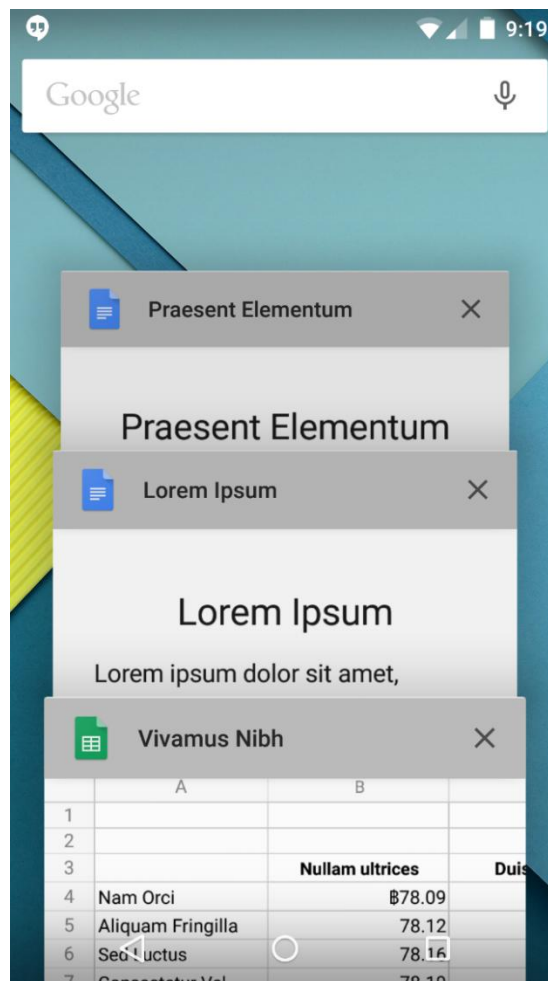 9:19
Google
Praesent Elementum
Praesent Elementum
Lorem Ipsum
Lorem Ipsum
Lorem ipsum dolor sit amet,
Vivamus Nibh
A B
1
2
3 Nullam ultrices Duis
4 Nam Orci ฿78.09
5 Aliquam Fringilla 78.12
6 Sed Luctus 78.16
7